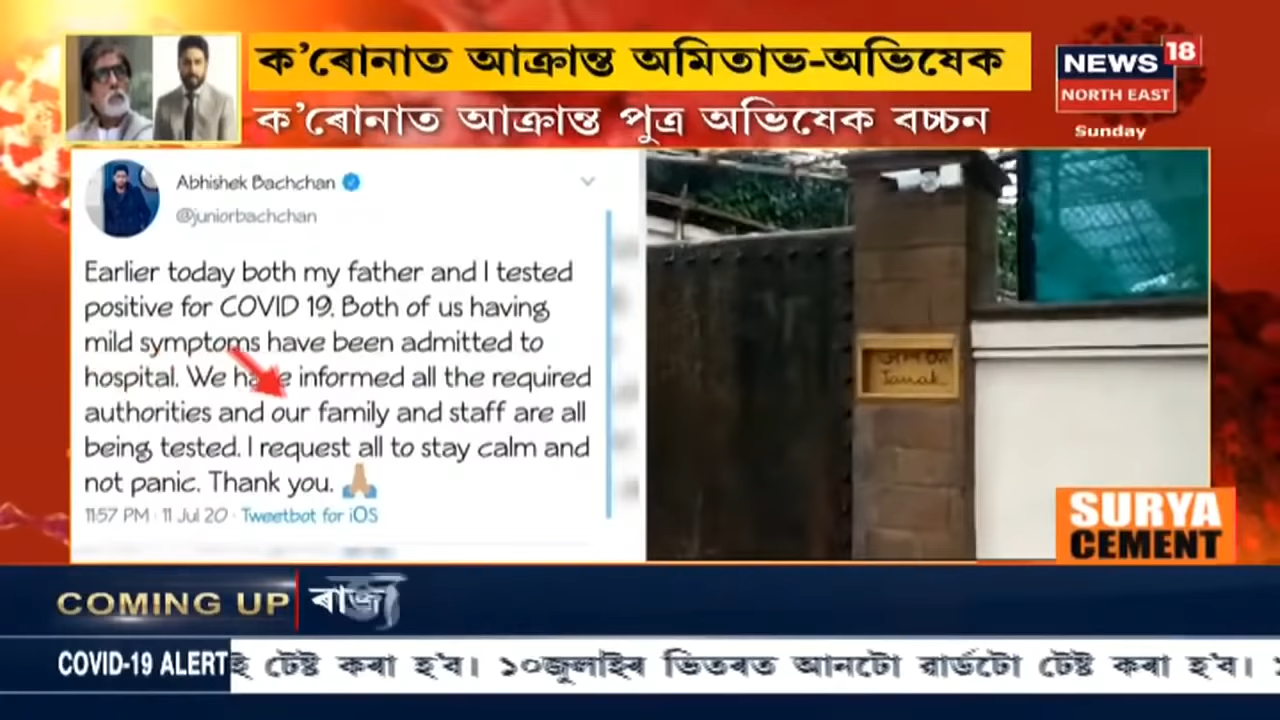 ক'ৰোনাত আক্ৰান্ত অমিতাভ-অভিষেক
ক'ৰোনাত আক্ৰান্ত পুত্ৰ অভিষেক বচ্চন
NEWS 18
NORTH EAST
Sunday
Abhishek Bachchan
@juniorbachchan
Earlier today both my father and I tested
positive for COVID 19. Both of us having
mild symptoms have been admitted to
hospital. We have informed all the required
authorities and our family and staff are all
being tested. I request all to stay calm and
not panic. Thank you. 🙏🏽
11:57 PM · 11 Jul 20 · Tweetbot for iOS
SURYA
CEMENT
COMING UP ৰাজ্য
COVID-19 ALERT ই টেষ্ট কৰা হ'ব। ১০জুলাইৰ ভিতৰত আনটো ৱাৰ্ডটো টেষ্ট কৰা হ'ব।